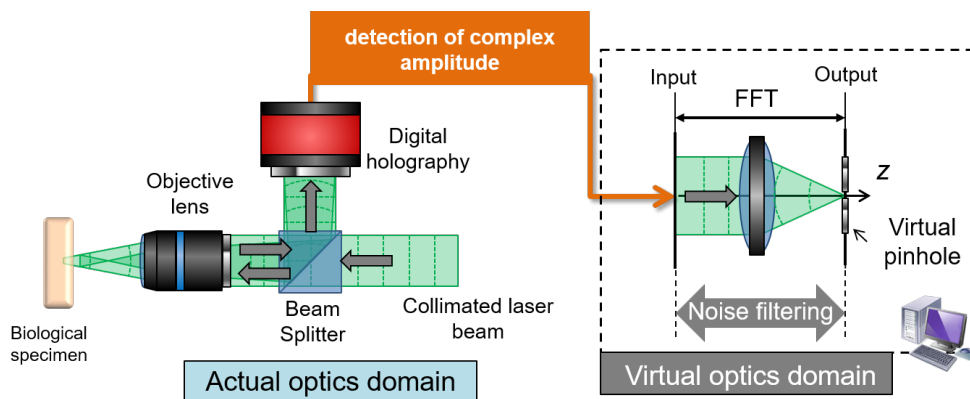 detection of complex
amplitude
Input
Output
FFT
Digital
holography
Objective
lens
z
Virtual
pinhole
Noise filtering
Biological
specimen
Beam
Splitter
Collimated laser
beam
Actual optics domain
Virtual optics domain